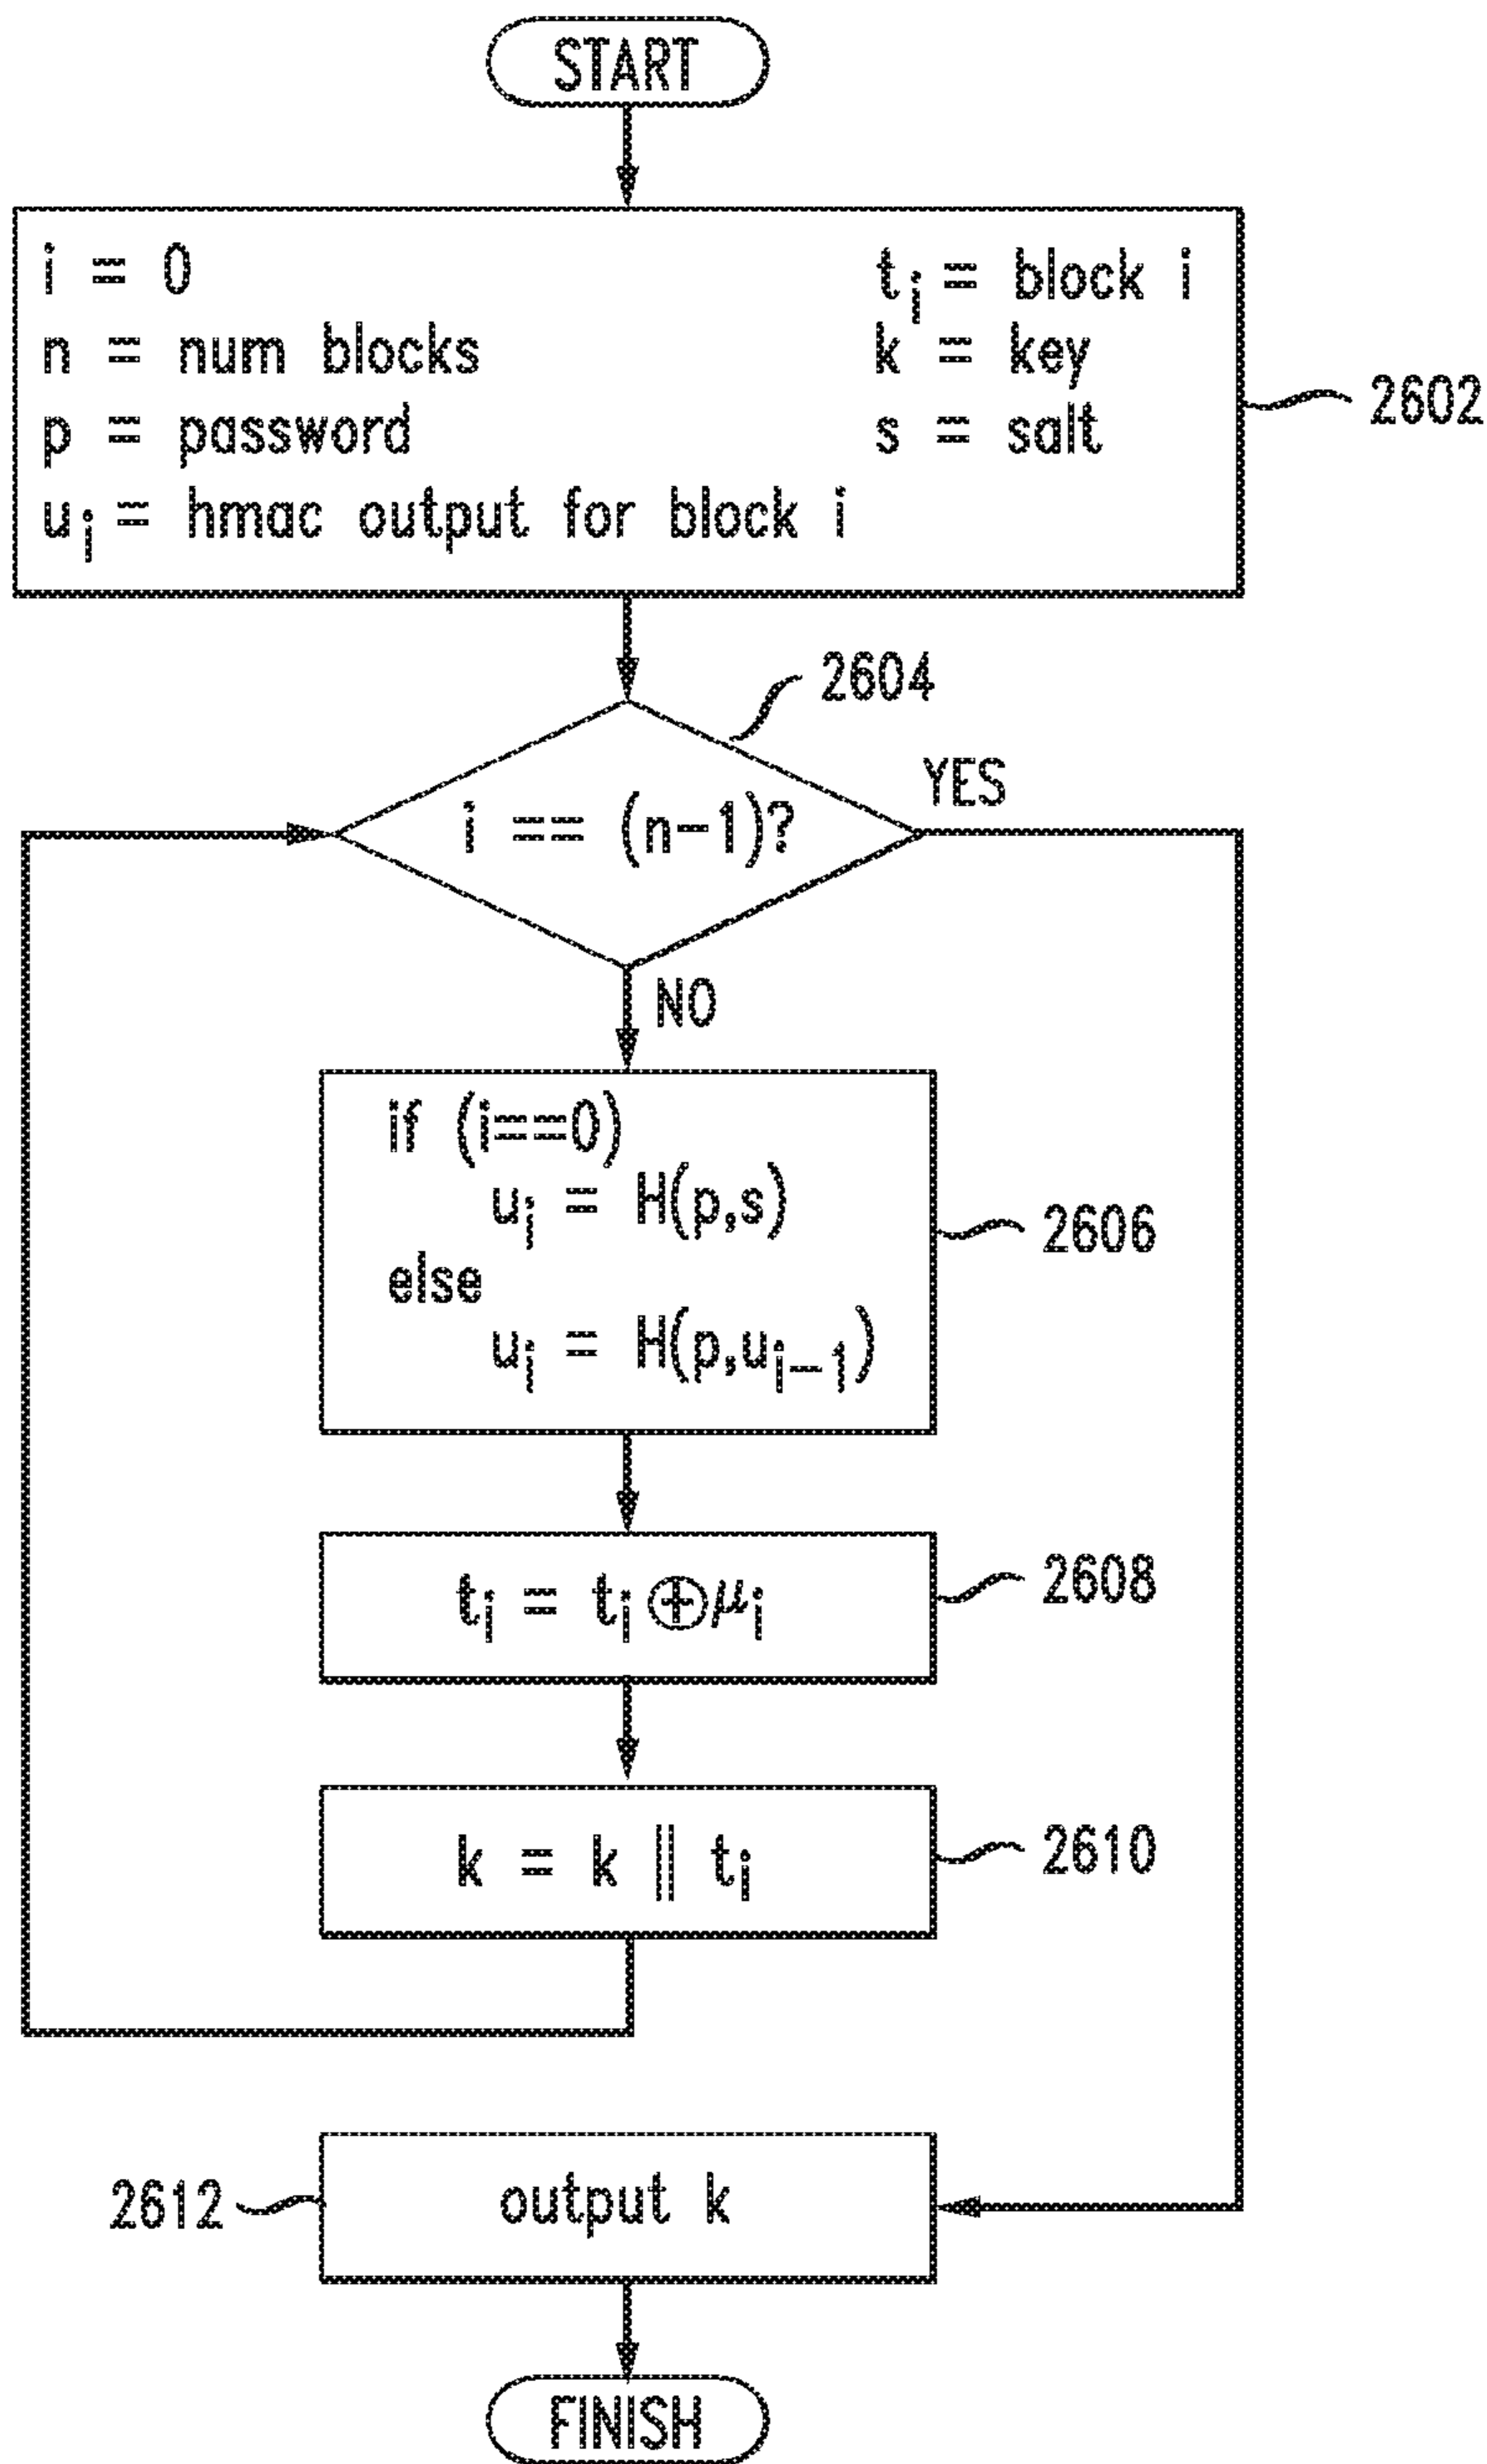 START
i = 0
n = num blocks
p = password
u_i = hmac output for block i
t_i = block i
k = key
s = salt
2602
2604
i == (n-1)?
YES
NO
if (i==0)
u_i = H(p,s)
else
u_i = H(p,u_{i-1})
2606
t_i = t_i ⊕ μ_i
2608
k = k || t_i
2610
output k
2612
FINISH